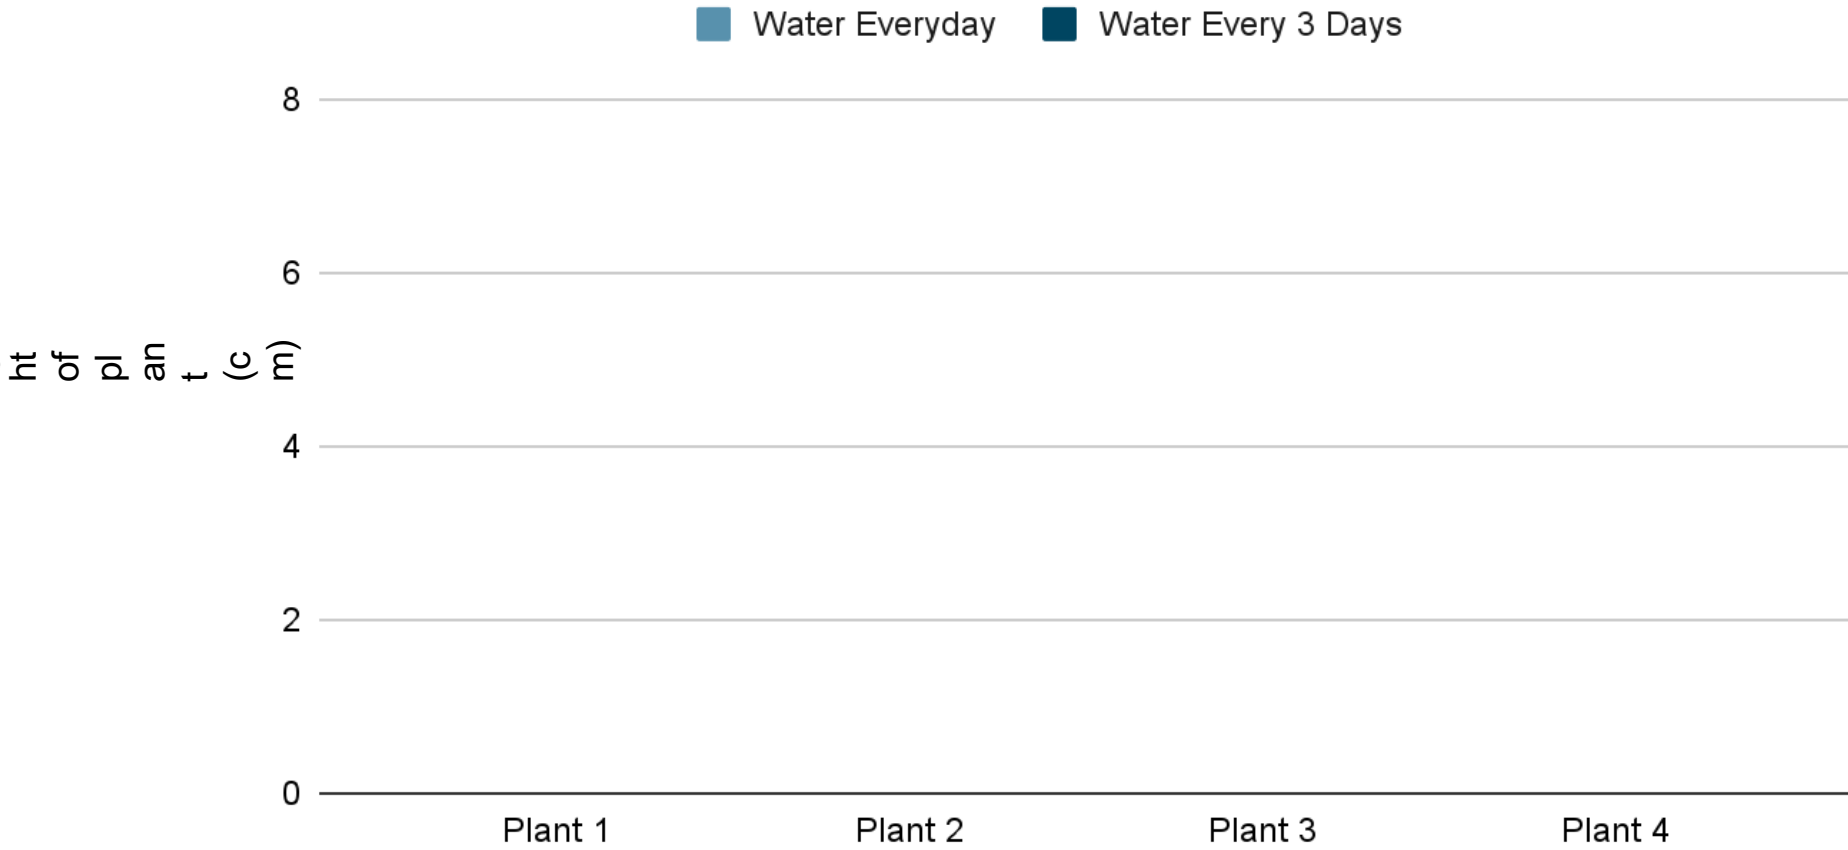 Water Everyday
Water Every 3 Days
8
6
4
2
0
ht
of
pl
an
t
(c
m)
Plant 1
Plant 2
Plant 3
Plant 4